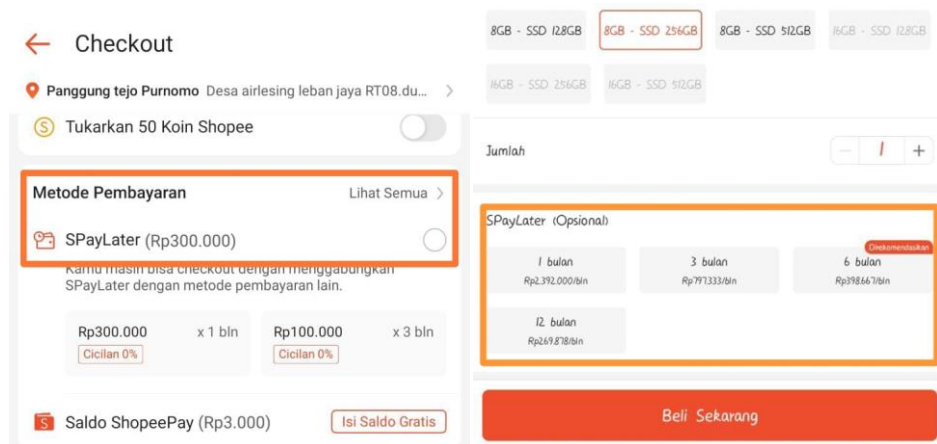 Checkout
Panggung tejo Purnomo Desa airlesing leban jaya RT08.du...
Tukarkan 50 Koin Shopee
Metode Pembayaran Lihat Semua
SPayLater (Rp300.000)
Kamu masih bisa checkout dengan menggabungkan
SPayLater dengan metode pembayaran lain.
Rp300.000 x 1 bln Rp100.000 x 3 bln
Cicilan 0% Cicilan 0%
Saldo ShopeePay (Rp3.000) Isi Saldo Gratis
8GB - SSD 128GB 8GB - SSD 256GB 8GB - SSD 512GB 16GB - SSD 128GB
16GB - SSD 256GB 16GB - SSD 512GB
Jumlah - 1 +
SPayLater (Opsional)
Direkomendasikan
1 bulan 3 bulan 6 bulan
Rp2.392.000/bln Rp797.333/bln Rp398.667/bln
12 bulan
Rp269.878/bln
Beli Sekarang